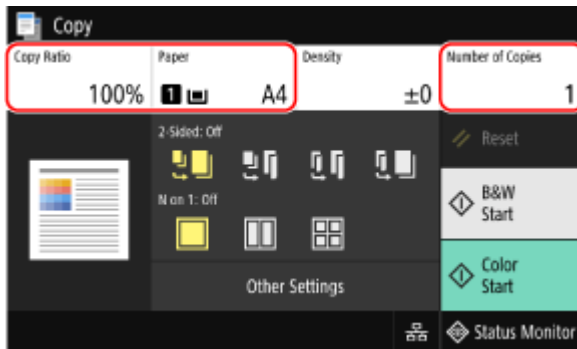 Copy
Copy Ratio
100%
Paper
1 A4
Density
±0
Number of Copies
1
2-Sided: Off
N on 1: Off
Other Settings
Reset
B&W
Start
Color
Start
Status Monitor